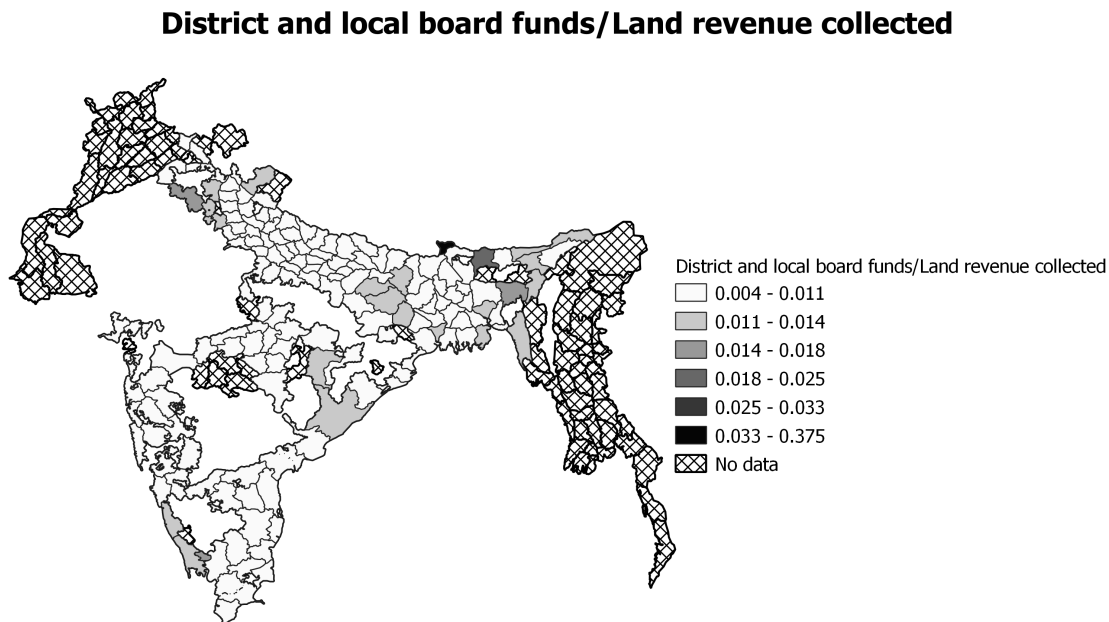 District and local board funds/Land revenue collected
District and local board funds/Land revenue collected
0.004 - 0.011
0.011 - 0.014
0.014 - 0.018
0.018 - 0.025
0.025 - 0.033
0.033 - 0.375
No data